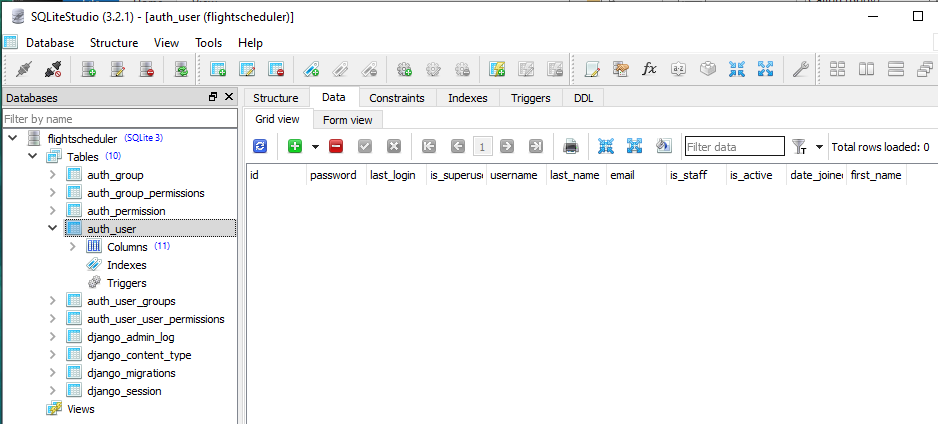 SQLiteStudio (3.2.1) - [auth_user (flightscheduler)]
Database Structure View Tools Help
Databases
Filter by name
flightscheduler (SQLite 3)
Tables (10)
auth_group
auth_group_permissions
auth_permission
auth_user
Columns (11)
Indexes
Triggers
auth_user_groups
auth_user_user_permissions
django_admin_log
django_content_type
django_migrations
django_session
Views
Structure Data Constraints Indexes Triggers DDL
Grid view Form view
1 Filter data Total rows loaded: 0
id password last_login is_superuse username last_name email is_staff is_active date_joined first_name